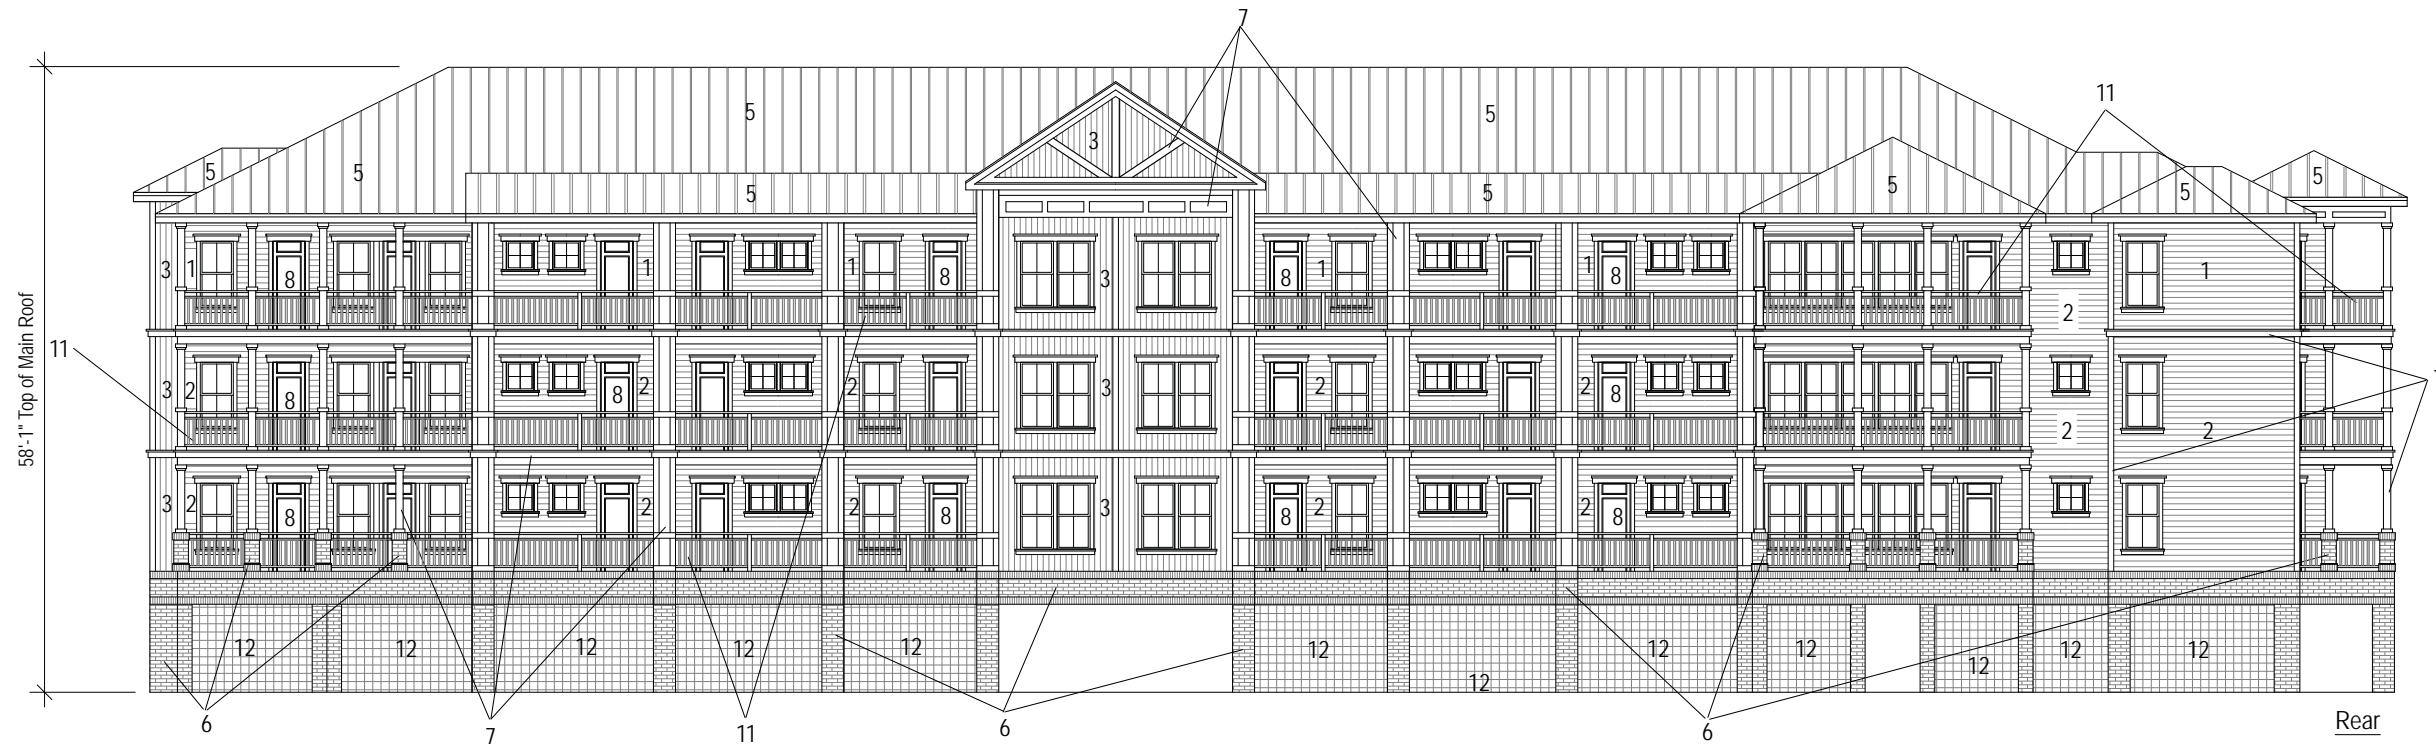 7
11
5 5
3
5 5 5 5 5 5 5 5
3 1 8 1 1 8 3 8 1 1 8 1
2
58'-1" Top of Main Roof
11
3 2 8 8 2 2 3 2 2 8 2 2
3 2 8 2 2 8 3 8 2 2 8
12 12 12 12 12 12 12 12 12 12 12 12
6 7 11 6 6
Rear